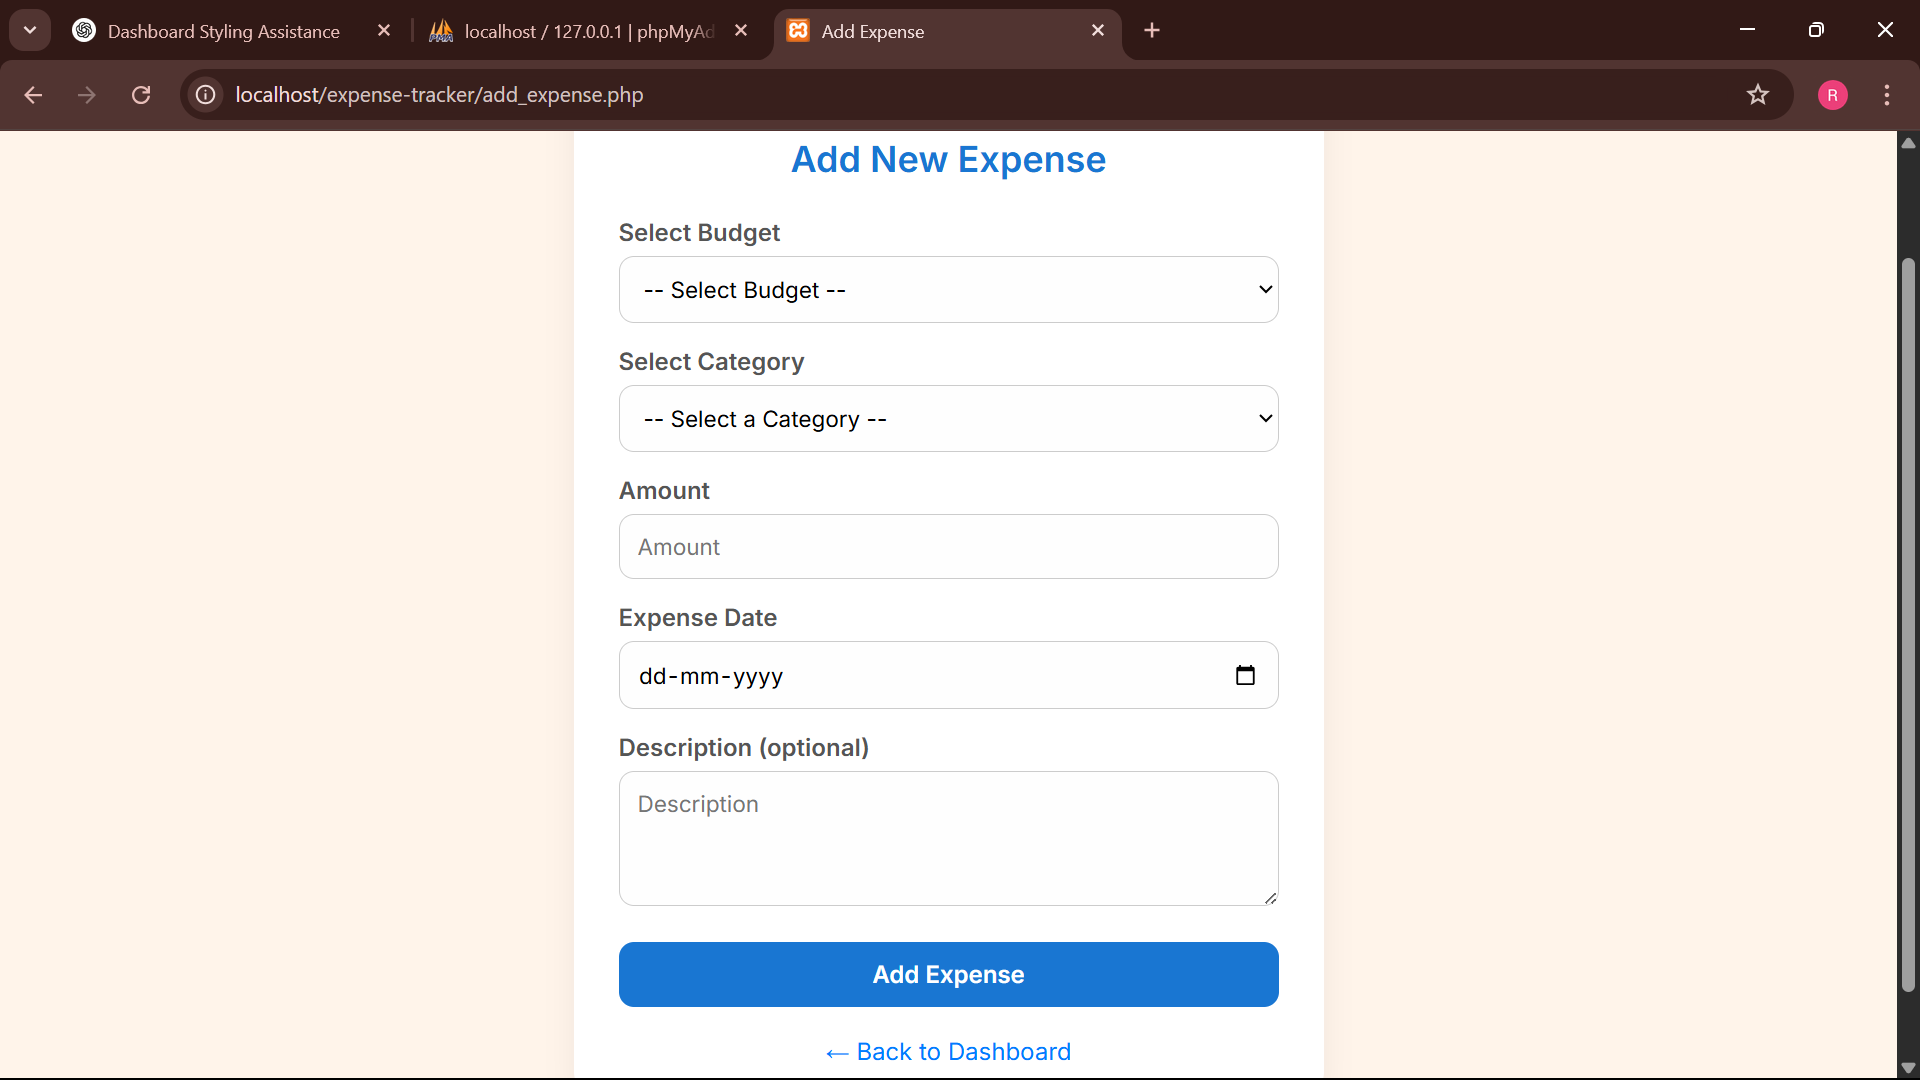 Dashboard Styling Assistance
localhost / 127.0.0.1 | phpMyAd
Add Expense
localhost/expense-tracker/add_expense.php
R
Add New Expense
Select Budget
-- Select Budget --
Select Category
-- Select a Category --
Amount
Amount
Expense Date
dd-mm-yyyy
Description (optional)
Description
Add Expense
← Back to Dashboard